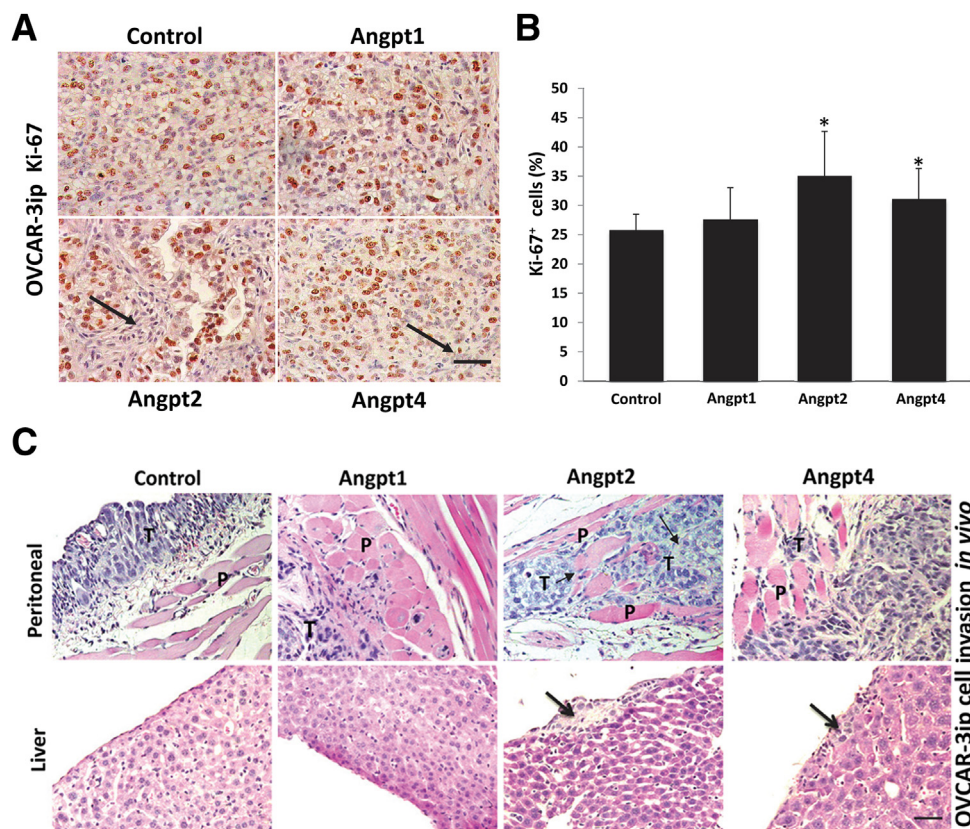 A
Control
Angpt1
OVCAR-3ip Ki-67
Angpt2
Angpt4
B
Ki-67+ cells (%)
50
45
40
35
30
25
20
15
10
5
0
*
*
Control
Angpt1
Angpt2
Angpt4
C
Control
Angpt1
Angpt2
Angpt4
Peritoneal
T
P
P
T
P
T
T
P
T
P
Liver
OVCAR-3ip cell invasion in vivo